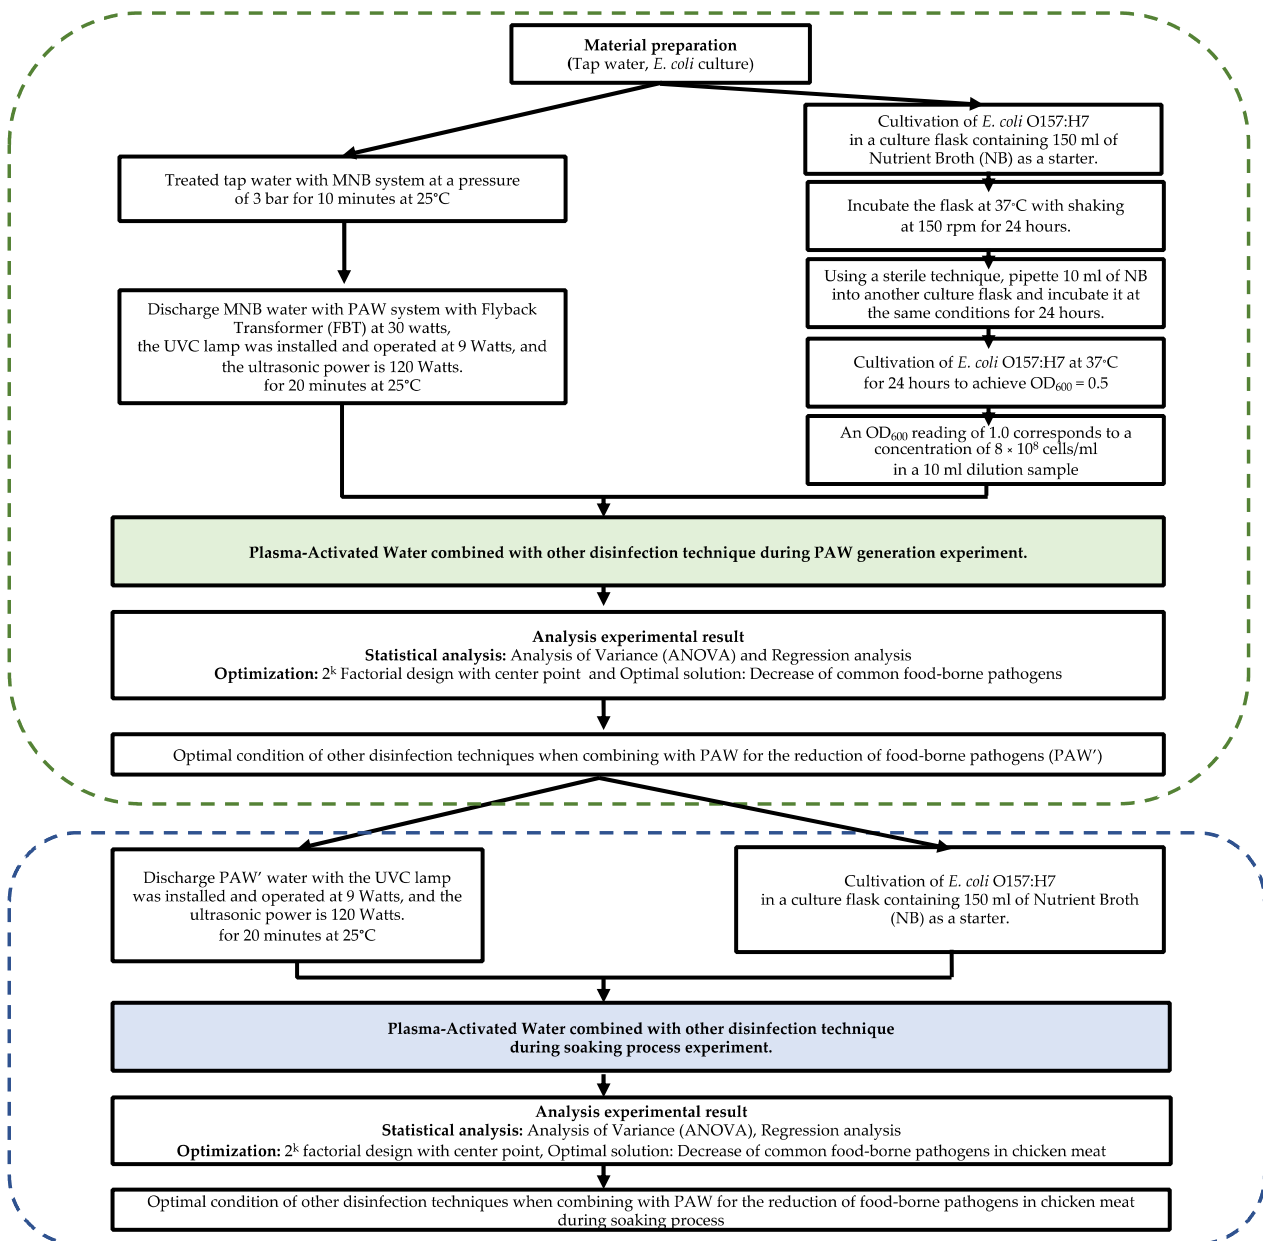 Material preparation
(Tap water, E. coli culture)
Treated tap water with MNB system at a pressure
of 3 bar for 10 minutes at 25°C
Discharge MNB water with PAW system with Flyback
Transformer (FBT) at 30 watts,
the UVC lamp was installed and operated at 9 Watts, and
the ultrasonic power is 120 Watts.
for 20 minutes at 25°C
Cultivation of E. coli O157:H7
in a culture flask containing 150 ml of
Nutrient Broth (NB) as a starter.
Incubate the flask at 37°C with shaking
at 150 rpm for 24 hours.
Using a sterile technique, pipette 10 ml of NB
into another culture flask and incubate it at
the same conditions for 24 hours.
Cultivation of E. coli O157:H7 at 37°C
for 24 hours to achieve OD₆₀₀ = 0.5
An OD₆₀₀ reading of 1.0 corresponds to a
concentration of 8 × 10⁸ cells/ml
in a 10 ml dilution sample
Plasma-Activated Water combined with other disinfection technique during PAW generation experiment.
Analysis experimental result
Statistical analysis: Analysis of Variance (ANOVA) and Regression analysis
Optimization: 2ᵏ Factorial design with center point and Optimal solution: Decrease of common food-borne pathogens
Optimal condition of other disinfection techniques when combining with PAW for the reduction of food-borne pathogens (PAW’)
Discharge PAW’ water with the UVC lamp
was installed and operated at 9 Watts, and the
ultrasonic power is 120 Watts.
for 20 minutes at 25°C
Cultivation of E. coli O157:H7
in a culture flask containing 150 ml of Nutrient Broth
(NB) as a starter.
Plasma-Activated Water combined with other disinfection technique
during soaking process experiment.
Analysis experimental result
Statistical analysis: Analysis of Variance (ANOVA), Regression analysis
Optimization: 2ᵏ factorial design with center point, Optimal solution: Decrease of common food-borne pathogens in chicken meat
Optimal condition of other disinfection techniques when combining with PAW for the reduction of food-borne pathogens in chicken meat
during soaking process